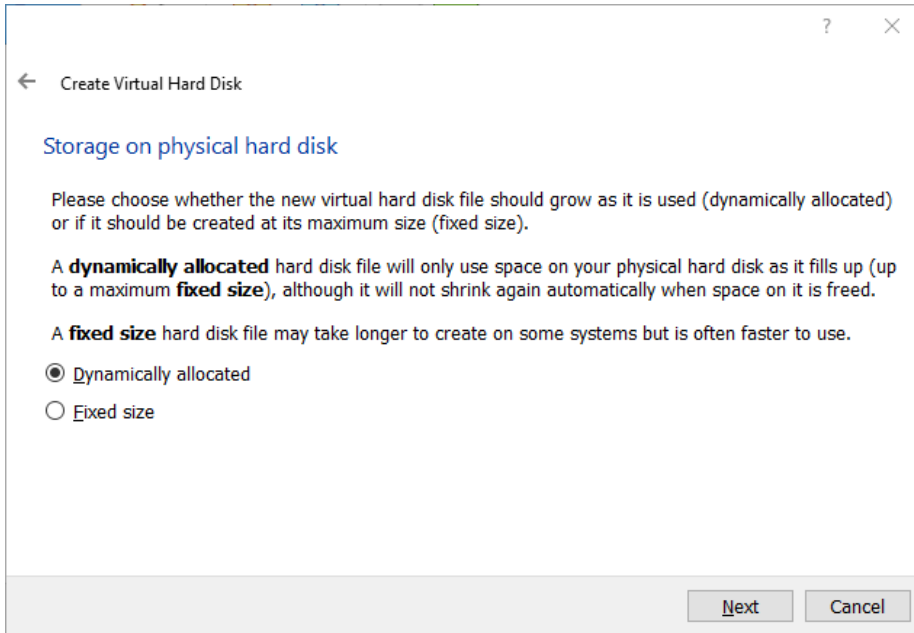 ?
Create Virtual Hard Disk
Storage on physical hard disk
Please choose whether the new virtual hard disk file should grow as it is used (dynamically allocated)
or if it should be created at its maximum size (fixed size).
A dynamically allocated hard disk file will only use space on your physical hard disk as it fills up (up
to a maximum fixed size), although it will not shrink again automatically when space on it is freed.
A fixed size hard disk file may take longer to create on some systems but is often faster to use.
Dynamically allocated
Fixed size
Next Cancel